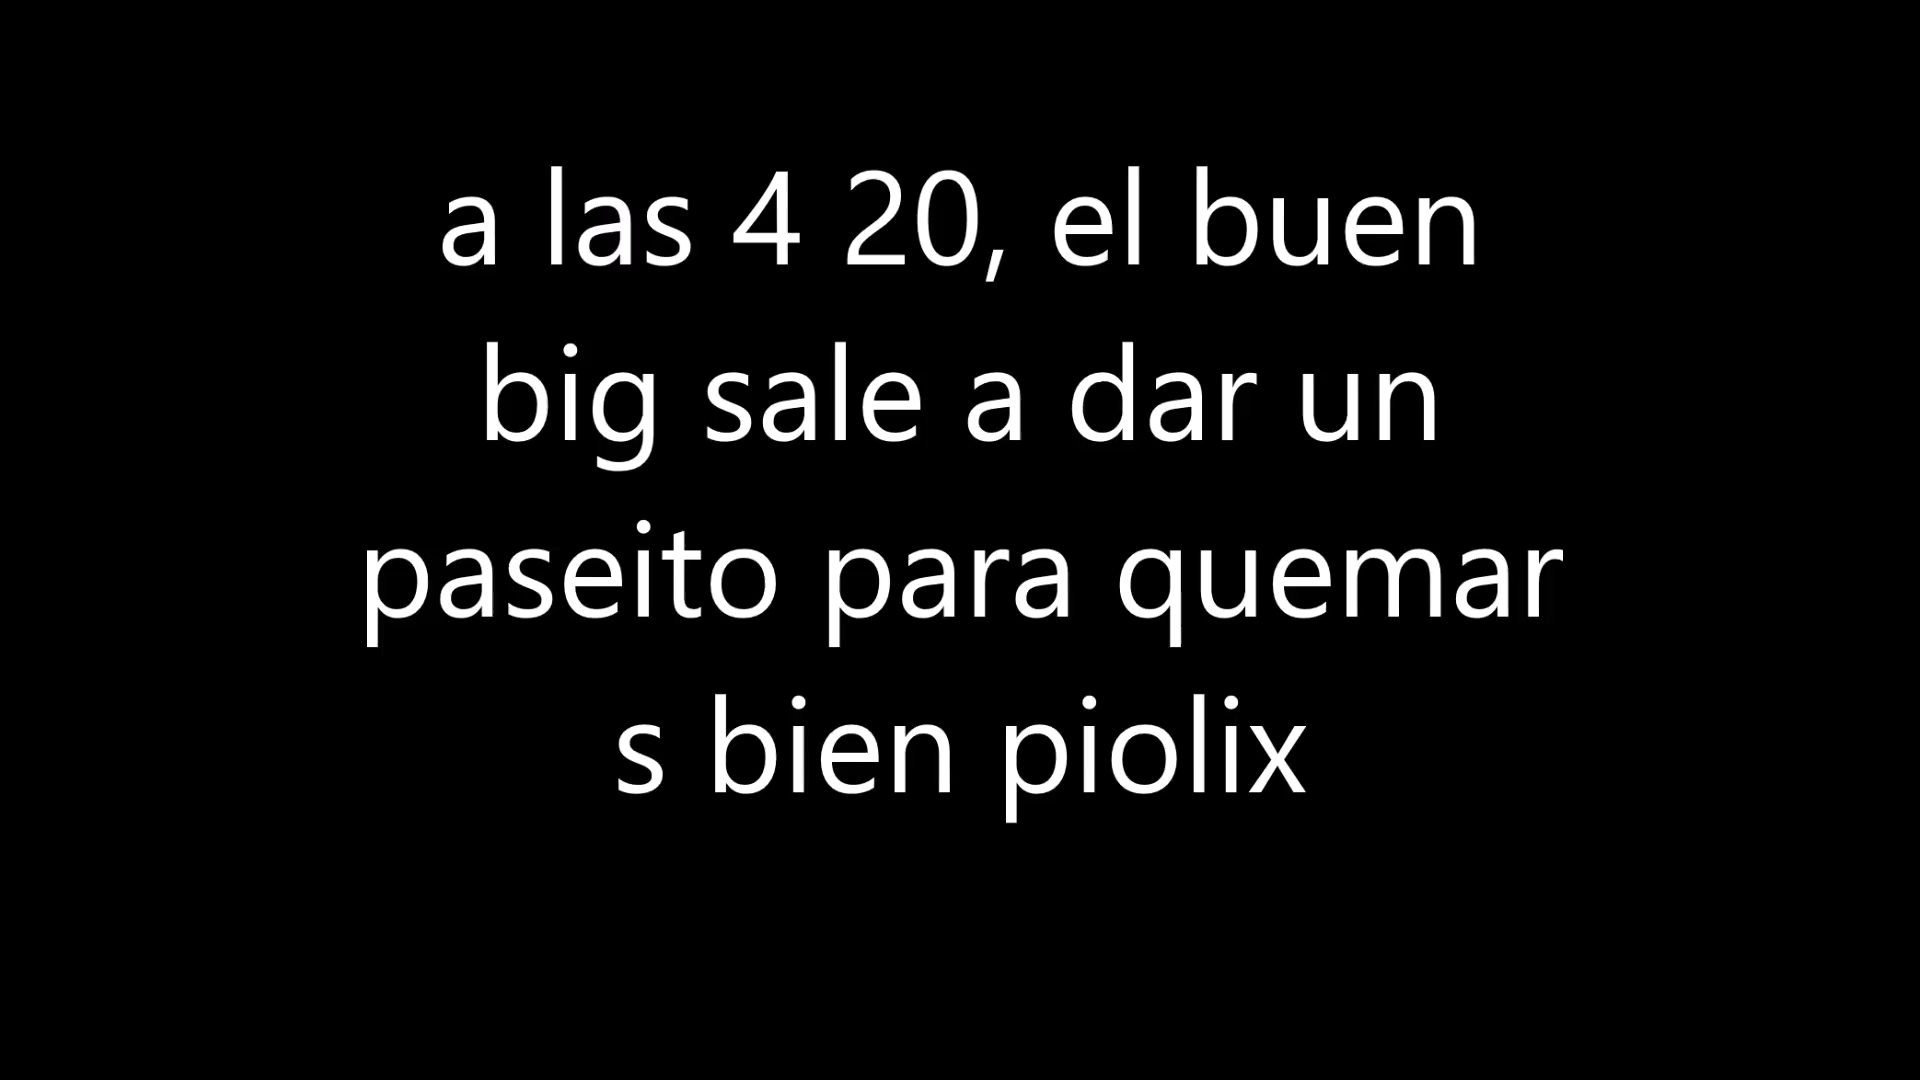 a las 4 20, el buen
big sale a dar un
paseito para quemar
s bien piolix